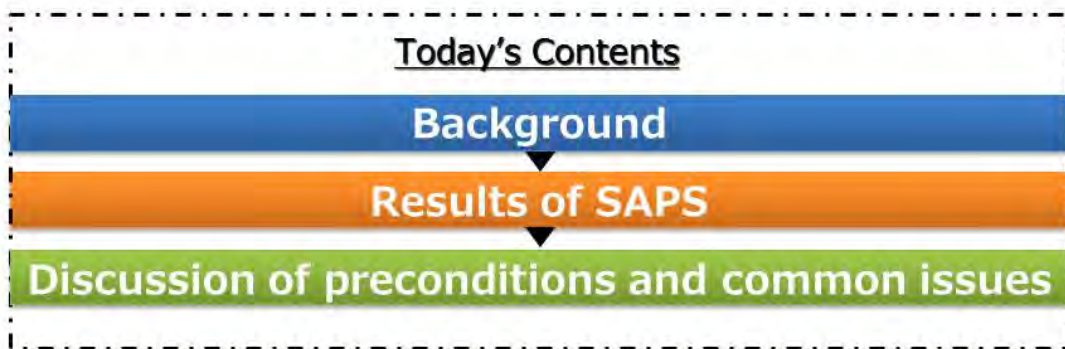 Today's Contents
Background
Results of SAPS
Discussion of preconditions and common issues